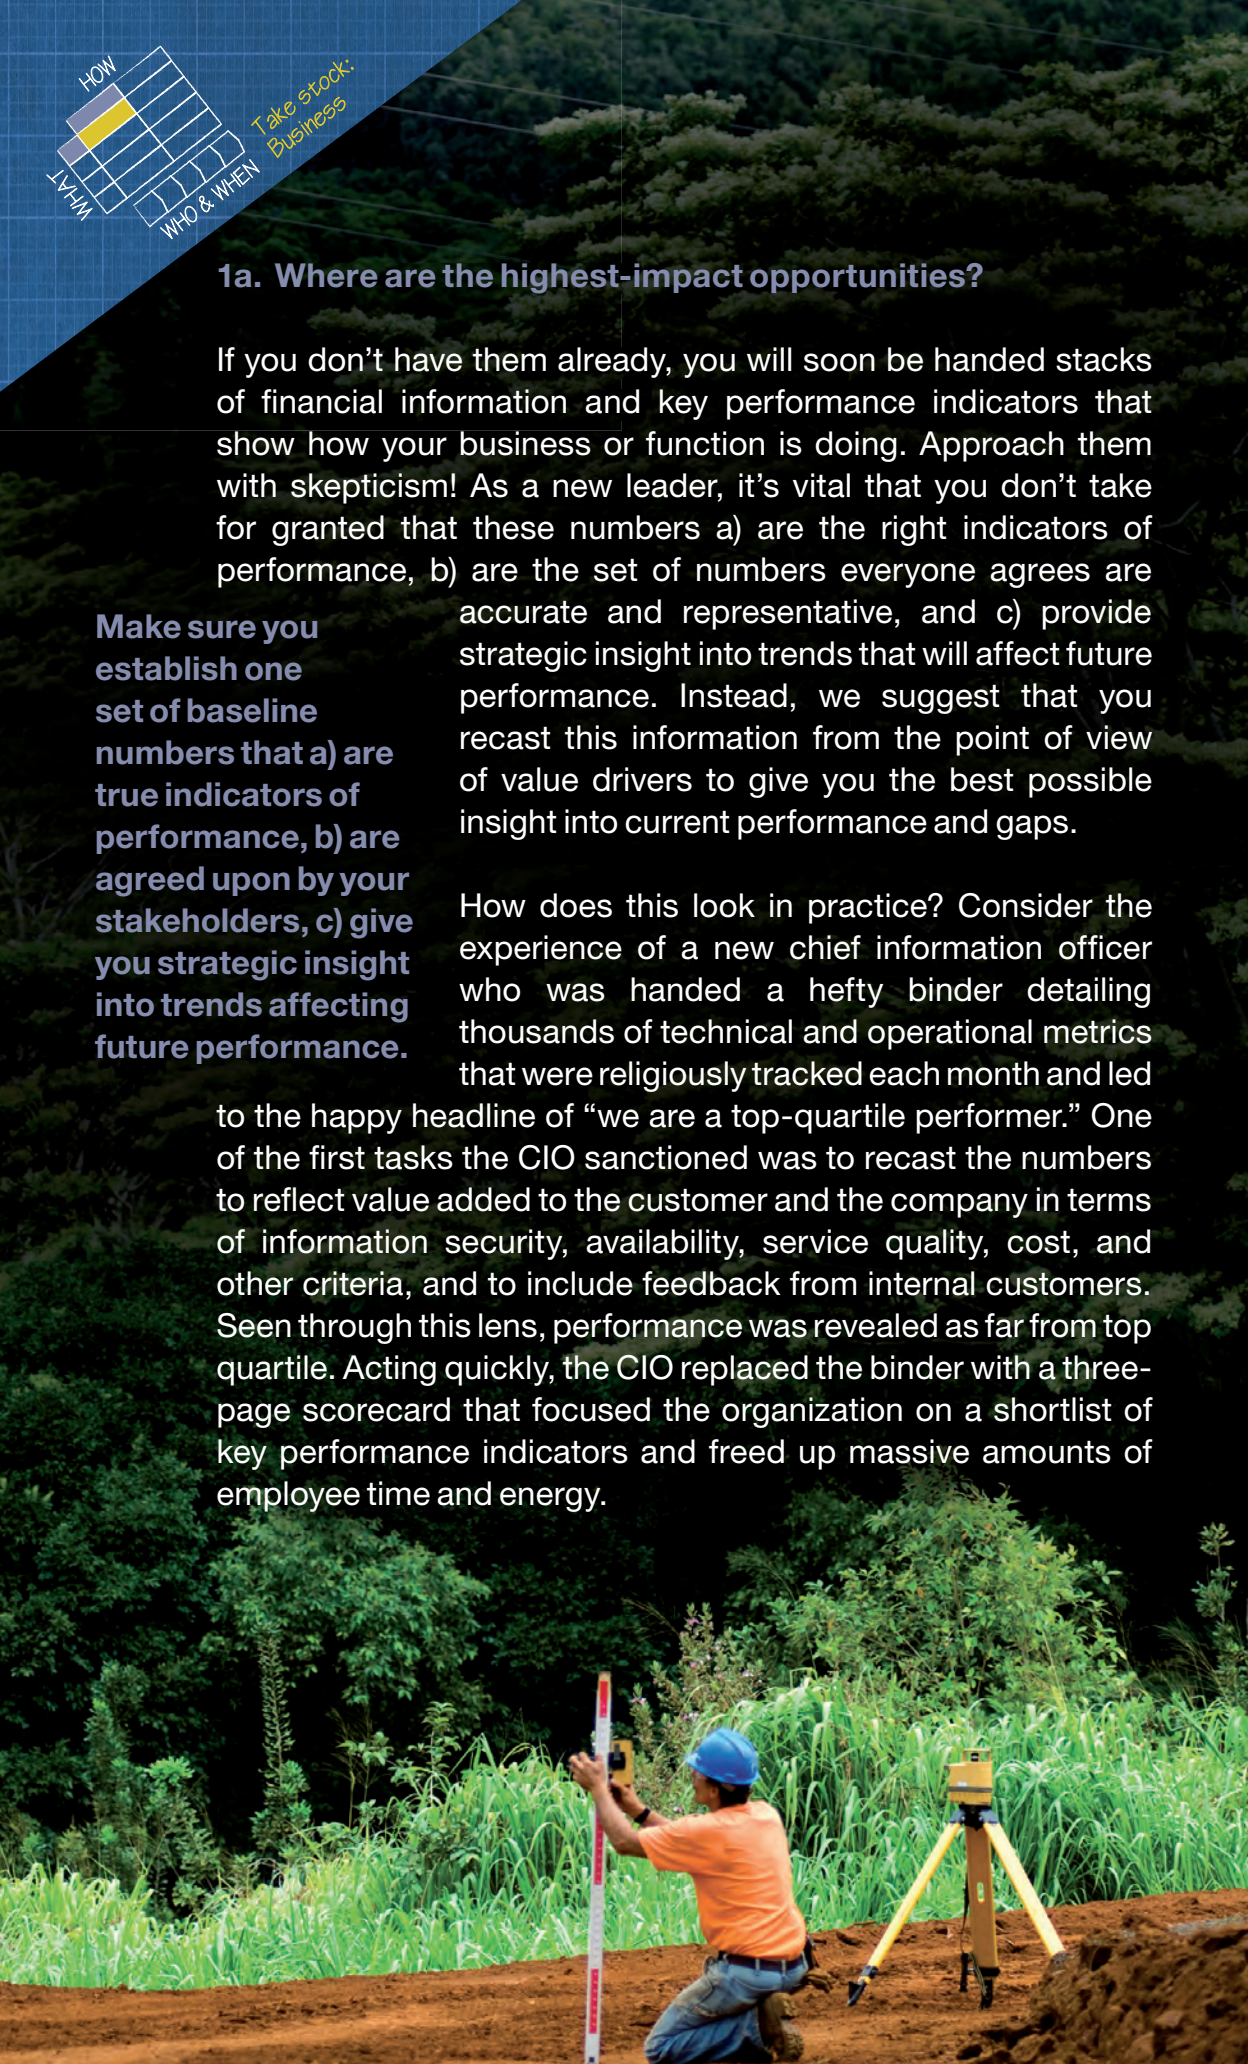 HOW
WHAT
WHO & WHEN
Take stock:
Business
1a. Where are the highest-impact opportunities?
If you don’t have them already, you will soon be handed stacks
of financial information and key performance indicators that
show how your business or function is doing. Approach them
with skepticism! As a new leader, it’s vital that you don’t take
for granted that these numbers a) are the right indicators of
performance, b) are the set of numbers everyone agrees are
accurate and representative, and c) provide
strategic insight into trends that will affect future
performance. Instead, we suggest that you
recast this information from the point of view
of value drivers to give you the best possible
insight into current performance and gaps.
Make sure you
establish one
set of baseline
numbers that a) are
true indicators of
performance, b) are
agreed upon by your
stakeholders, c) give
you strategic insight
into trends affecting
future performance.
How does this look in practice? Consider the
experience of a new chief information officer
who was handed a hefty binder detailing
thousands of technical and operational metrics
that were religiously tracked each month and led
to the happy headline of “we are a top-quartile performer.” One
of the first tasks the CIO sanctioned was to recast the numbers
to reflect value added to the customer and the company in terms
of information security, availability, service quality, cost, and
other criteria, and to include feedback from internal customers.
Seen through this lens, performance was revealed as far from top
quartile. Acting quickly, the CIO replaced the binder with a three-
page scorecard that focused the organization on a shortlist of
key performance indicators and freed up massive amounts of
employee time and energy.